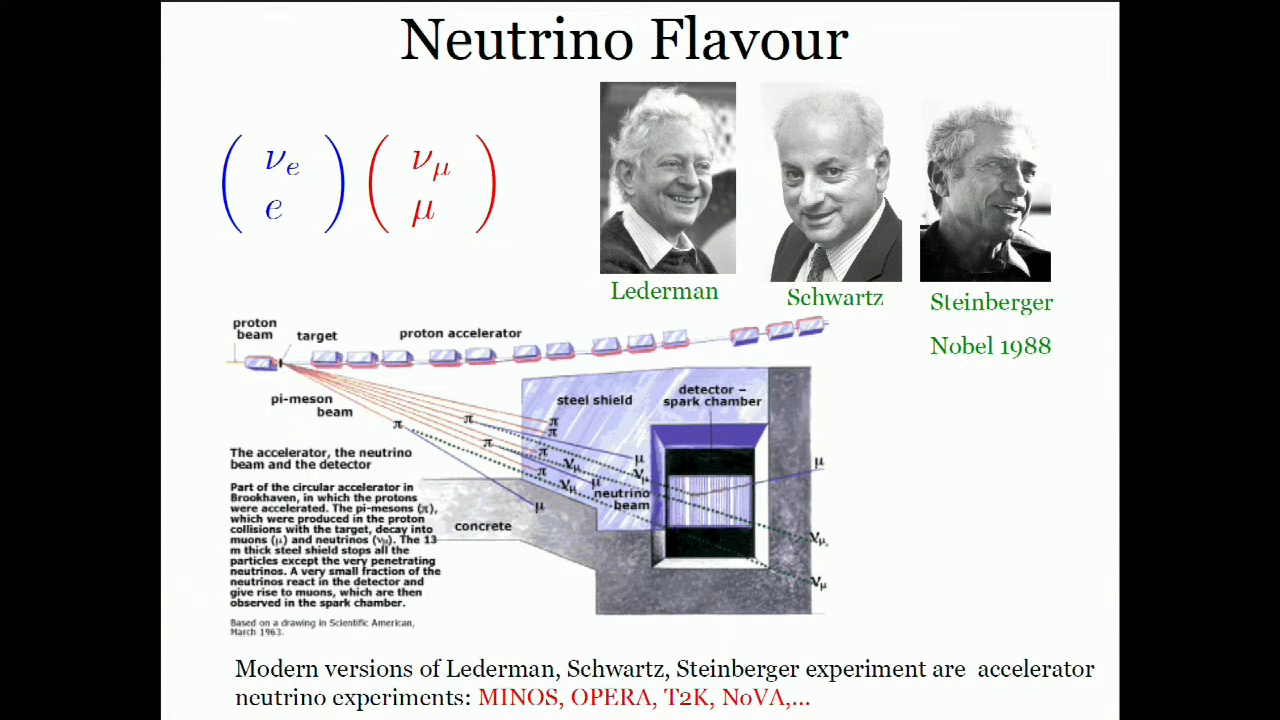 Neutrino Flavour
νe
e
νμ
μ
Lederman
Schwartz
Steinberger
Nobel 1988
proton
beam
target
proton accelerator
pi-meson
beam
steel shield
detector –
spark chamber
π
π
π
π
π
π
π
μ
νμ
νμ
μ
νμ
neutrino
beam
μ
μ
νμ
νμ
concrete
The accelerator, the neutrino
beam and the detector
Part of the circular accelerator in
Brookhaven, in which the protons
were accelerated. The pi-mesons (π),
which were produced in the proton
collisions with the target, decay into
muons (μ) and neutrinos (νμ). The 13
m thick steel shield stops all the
particles except the very penetrating
neutrinos. A very small fraction of the
neutrinos react in the detector and
give rise to muons, which are then
observed in the spark chamber.
Based on a drawing in Scientific American,
March 1963.
Modern versions of Lederman, Schwartz, Steinberger experiment are accelerator
neutrino experiments: MINOS, OPERA, T2K, NoVA,...